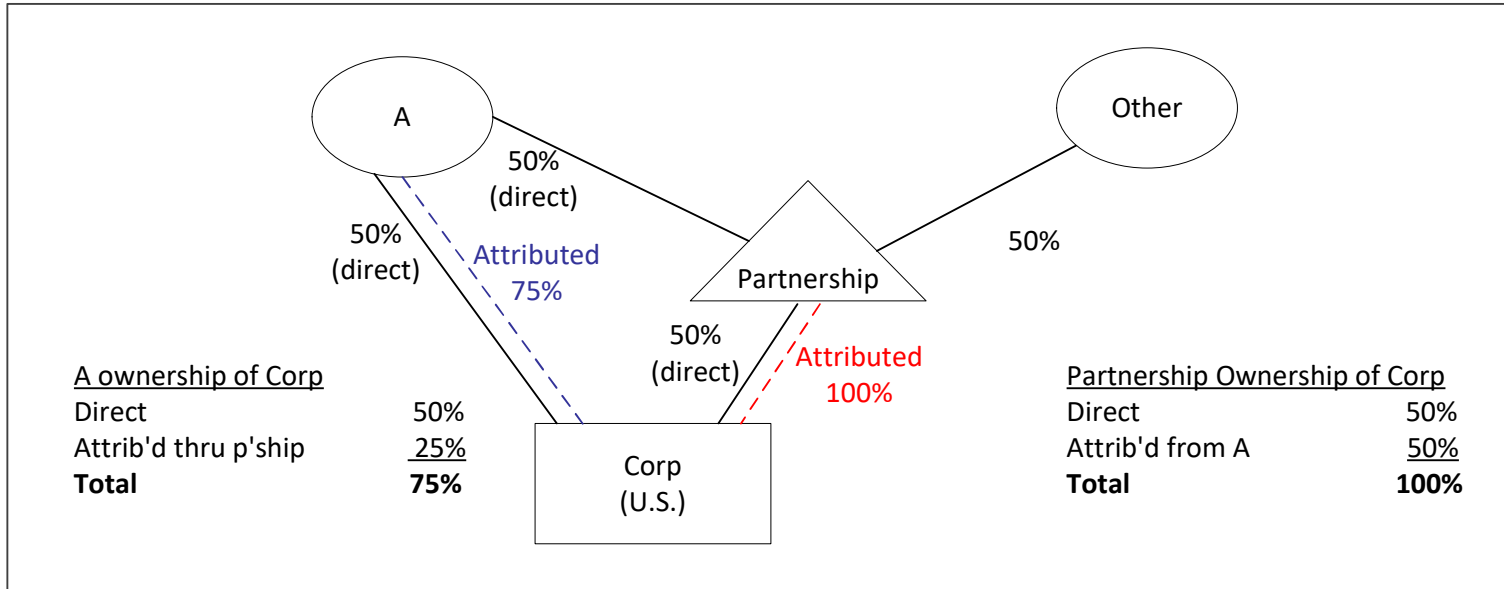 A
Other
50%
(direct)
50%
(direct)
50%
Attributed
75%
Partnership
50%
(direct)
Attributed
100%
A ownership of Corp
Direct 50%
Attrib'd thru p'ship 25%
Total 75%
Corp
(U.S.)
Partnership Ownership of Corp
Direct 50%
Attrib'd from A 50%
Total 100%